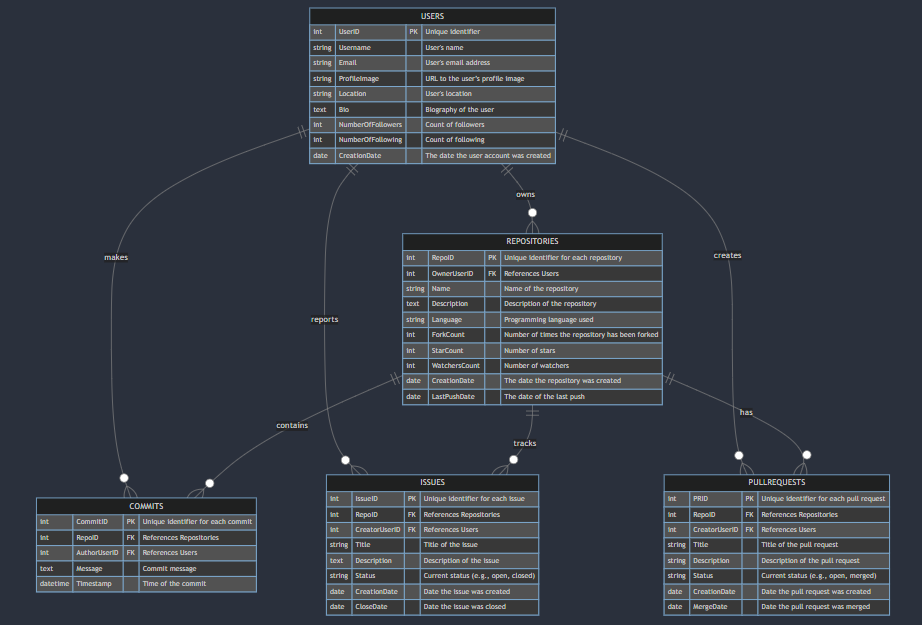 USERS
int UserID PK Unique identifier
string Username User's name
string Email User's email address
string ProfileImage URL to the user's profile image
string Location User's location
text Bio Biography of the user
int NumberOfFollowers Count of followers
int NumberOfFollowing Count of following
date CreationDate The date the user account was created
owns
makes
creates
reports
REPOSITORIES
int RepoID PK Unique identifier for each repository
int OwnerUserID FK References Users
string Name Name of the repository
text Description Description of the repository
string Language Programming language used
int ForkCount Number of times the repository has been forked
int StarCount Number of stars
int WatchersCount Number of watchers
date CreationDate The date the repository was created
date LastPushDate The date of the last push
contains
tracks
has
COMMITS
int CommitID PK Unique identifier for each commit
int RepoID FK References Repositories
int AuthorUserID FK References Users
text Message Commit message
datetime Timestamp Time of the commit
ISSUES
int IssueID PK Unique identifier for each issue
int RepoID FK References Repositories
int CreatorUserID FK References Users
string Title Title of the issue
text Description Description of the issue
string Status Current status (e.g., open, closed)
date CreationDate Date the issue was created
date CloseDate Date the issue was closed
PULLREQUESTS
int PRID PK Unique identifier for each pull request
int RepoID FK References Repositories
int CreatorUserID FK References Users
string Title Title of the pull request
string Description Description of the pull request
string Status Current status (e.g., open, merged)
date CreationDate Date the pull request was created
date MergeDate Date the pull request was merged